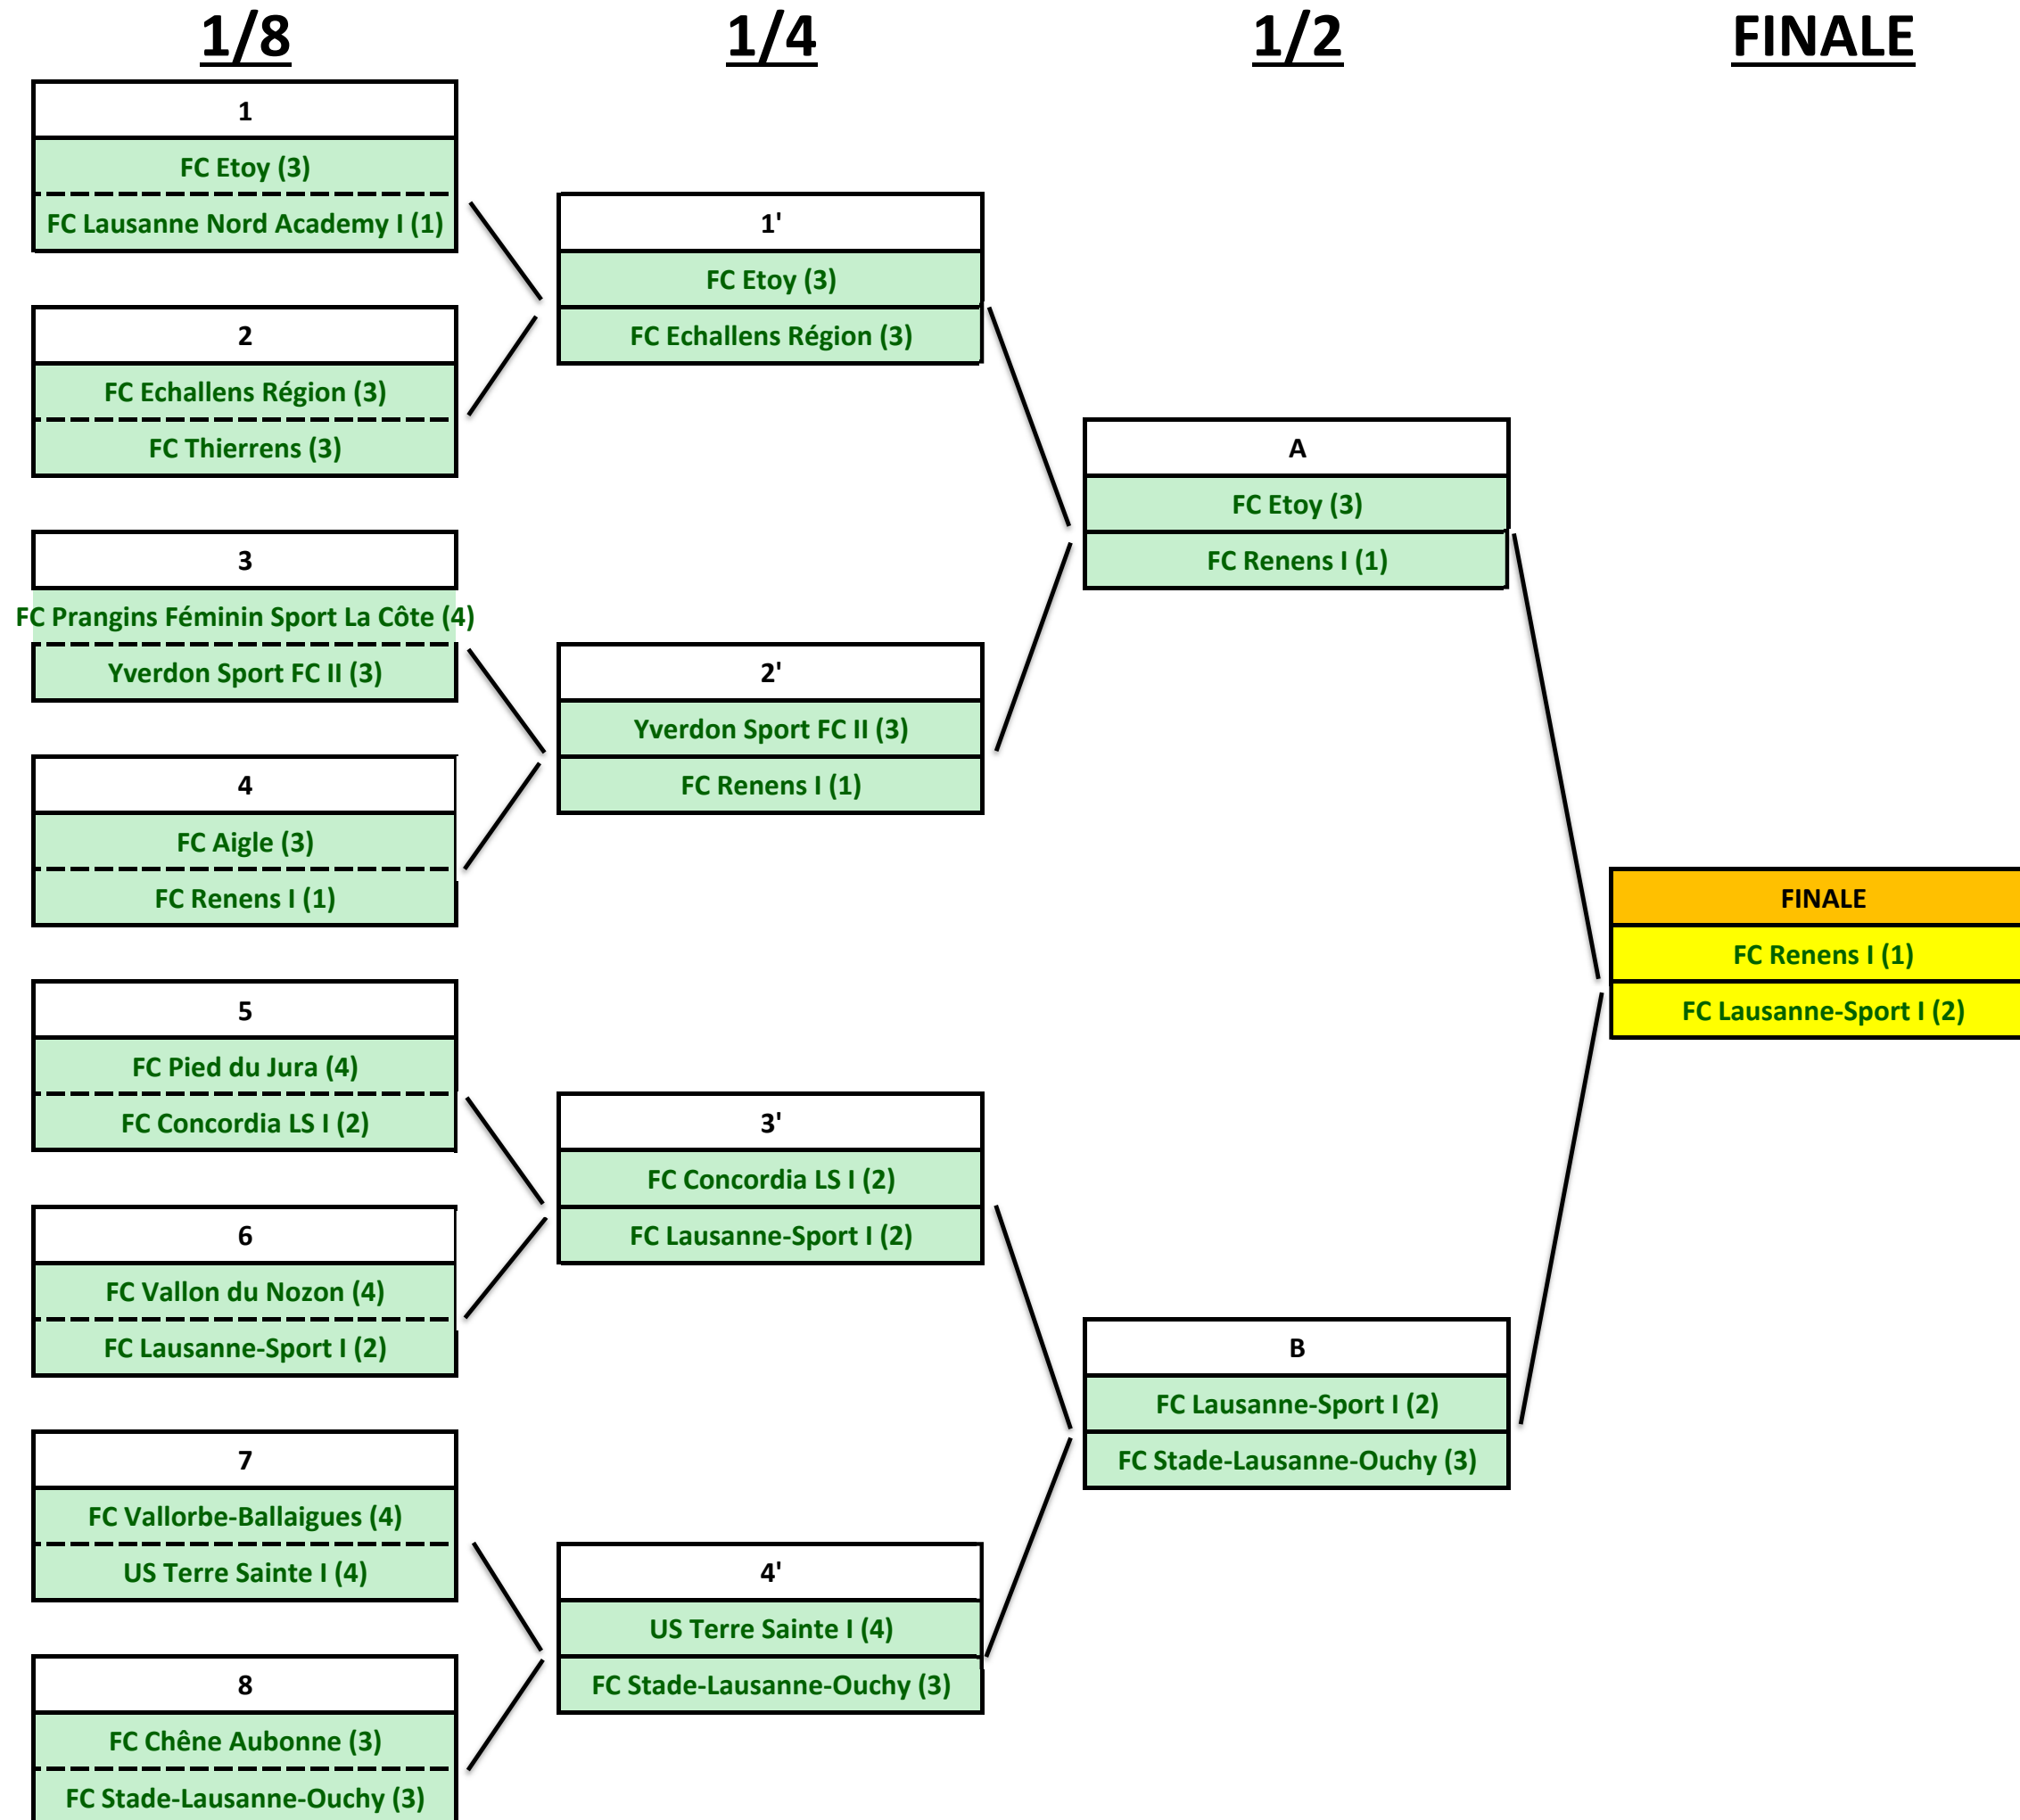 1/8
1/4
1/2
FINALE
1
FC Etoy (3)
FC Lausanne Nord Academy I (1)
2
FC Echallens Région (3)
FC Thierrens (3)
3
FC Prangins Féminin Sport La Côte (4)
Yverdon Sport FC II (3)
4
FC Aigle (3)
FC Renens I (1)
5
FC Pied du Jura (4)
FC Concordia LS I (2)
6
FC Vallon du Nozon (4)
FC Lausanne-Sport I (2)
7
FC Vallorbe-Ballaigues (4)
US Terre Sainte I (4)
8
FC Chêne Aubonne (3)
FC Stade-Lausanne-Ouchy (3)
1'
FC Etoy (3)
FC Echallens Région (3)
2'
Yverdon Sport FC II (3)
FC Renens I (1)
3'
FC Concordia LS I (2)
FC Lausanne-Sport I (2)
4'
US Terre Sainte I (4)
FC Stade-Lausanne-Ouchy (3)
A
FC Etoy (3)
FC Renens I (1)
B
FC Lausanne-Sport I (2)
FC Stade-Lausanne-Ouchy (3)
FINALE
FC Renens I (1)
FC Lausanne-Sport I (2)